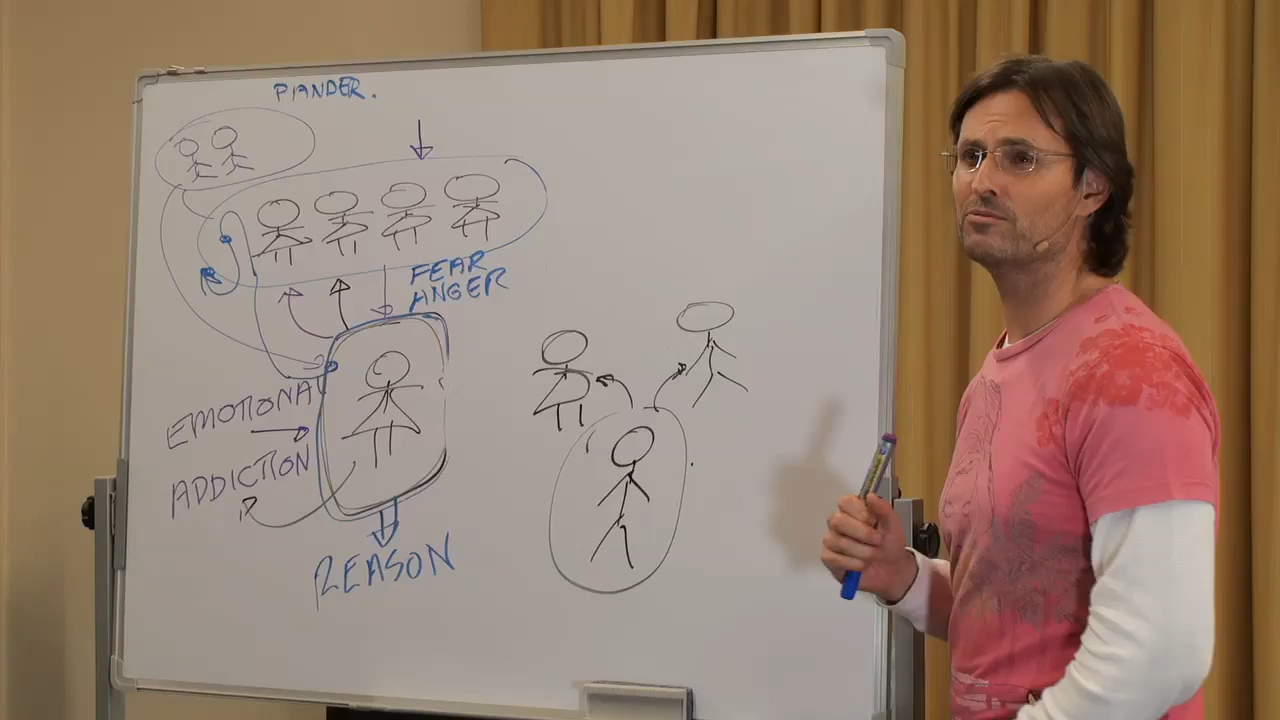 PANDER.
FEAR
ANGER
EMOTIONAL
ADDICTION
REASON